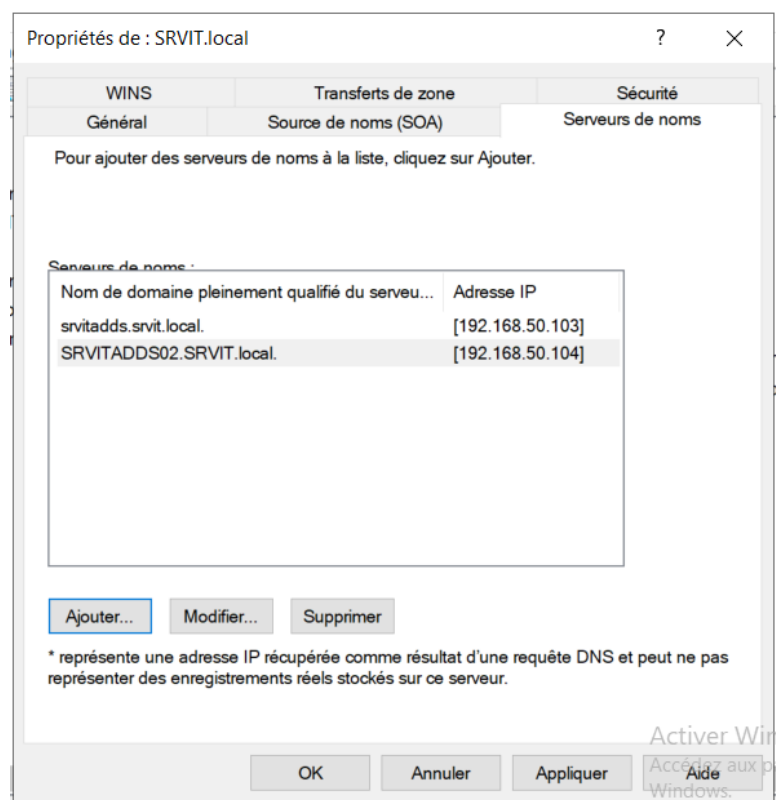 Propriétés de : SRVIT.local
?
WINS
Transferts de zone
Sécurité
Général
Source de noms (SOA)
Serveurs de noms
Pour ajouter des serveurs de noms à la liste, cliquez sur Ajouter.
Serveurs de noms :
Nom de domaine pleinement qualifié du serveu... Adresse IP
srvitadds.srvit.local. [192.168.50.103]
SRVITADDS02.SRVIT.local. [192.168.50.104]
Ajouter...
Modifier...
Supprimer
* représente une adresse IP récupérée comme résultat d'une requête DNS et peut ne pas
représenter des enregistrements réels stockés sur ce serveur.
Activer Win
OK
Annuler
Appliquer
Aide
Accédez aux p
Windows.